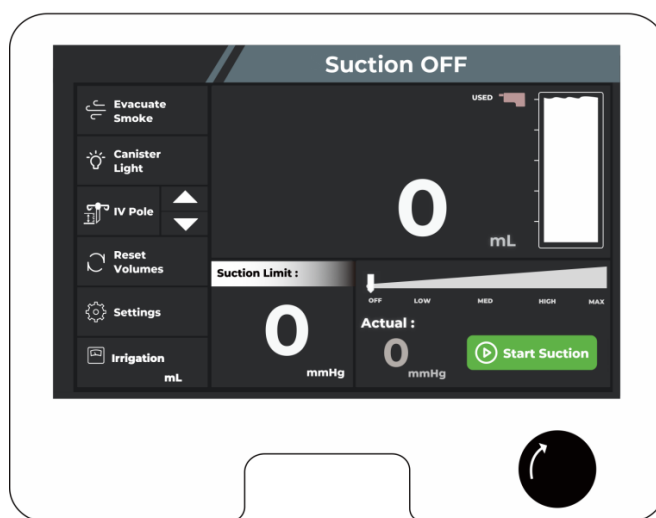 Suction OFF
Evacuate
Smoke
Canister
Light
IV Pole
Reset
Volumes
Settings
Irrigation
mL
USED
0
mL
Suction Limit :
0
mmHg
OFF LOW MED HIGH MAX
Actual :
0
mmHg
Start Suction